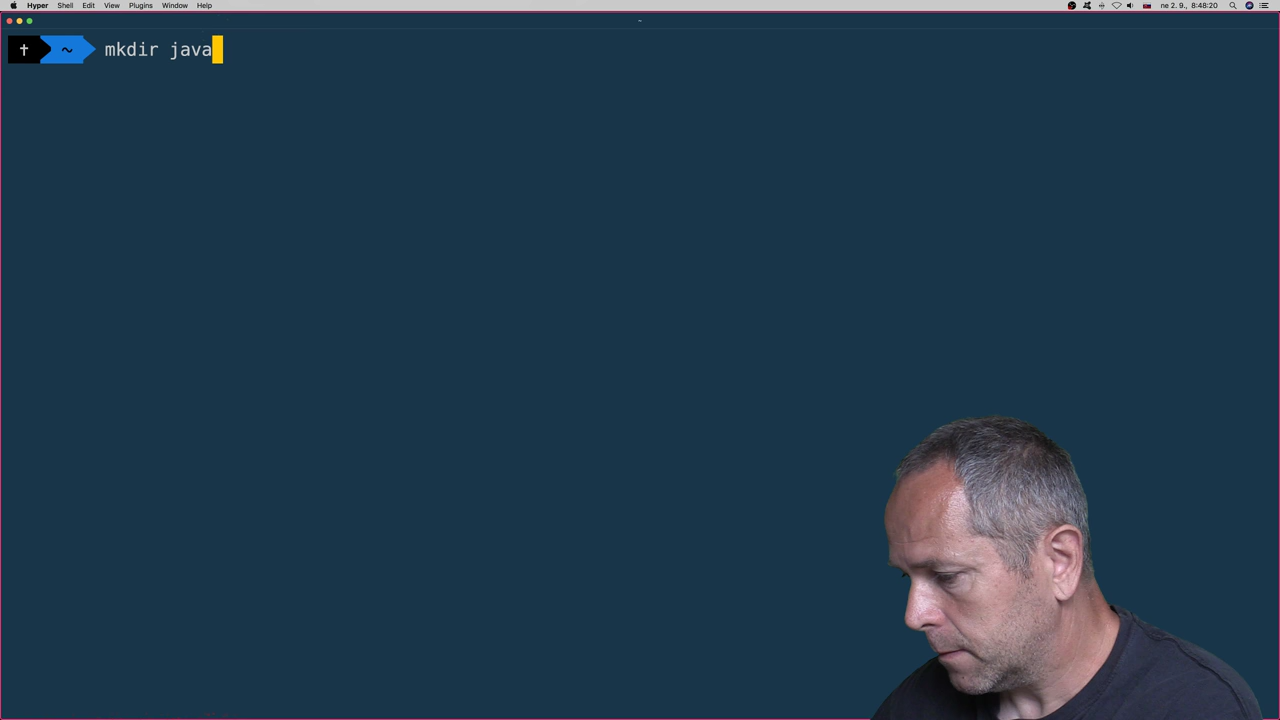 Hyper Shell Edit View Plugins Window Help
ne 2. 9., 8:48:20
~
† ~ mkdir java